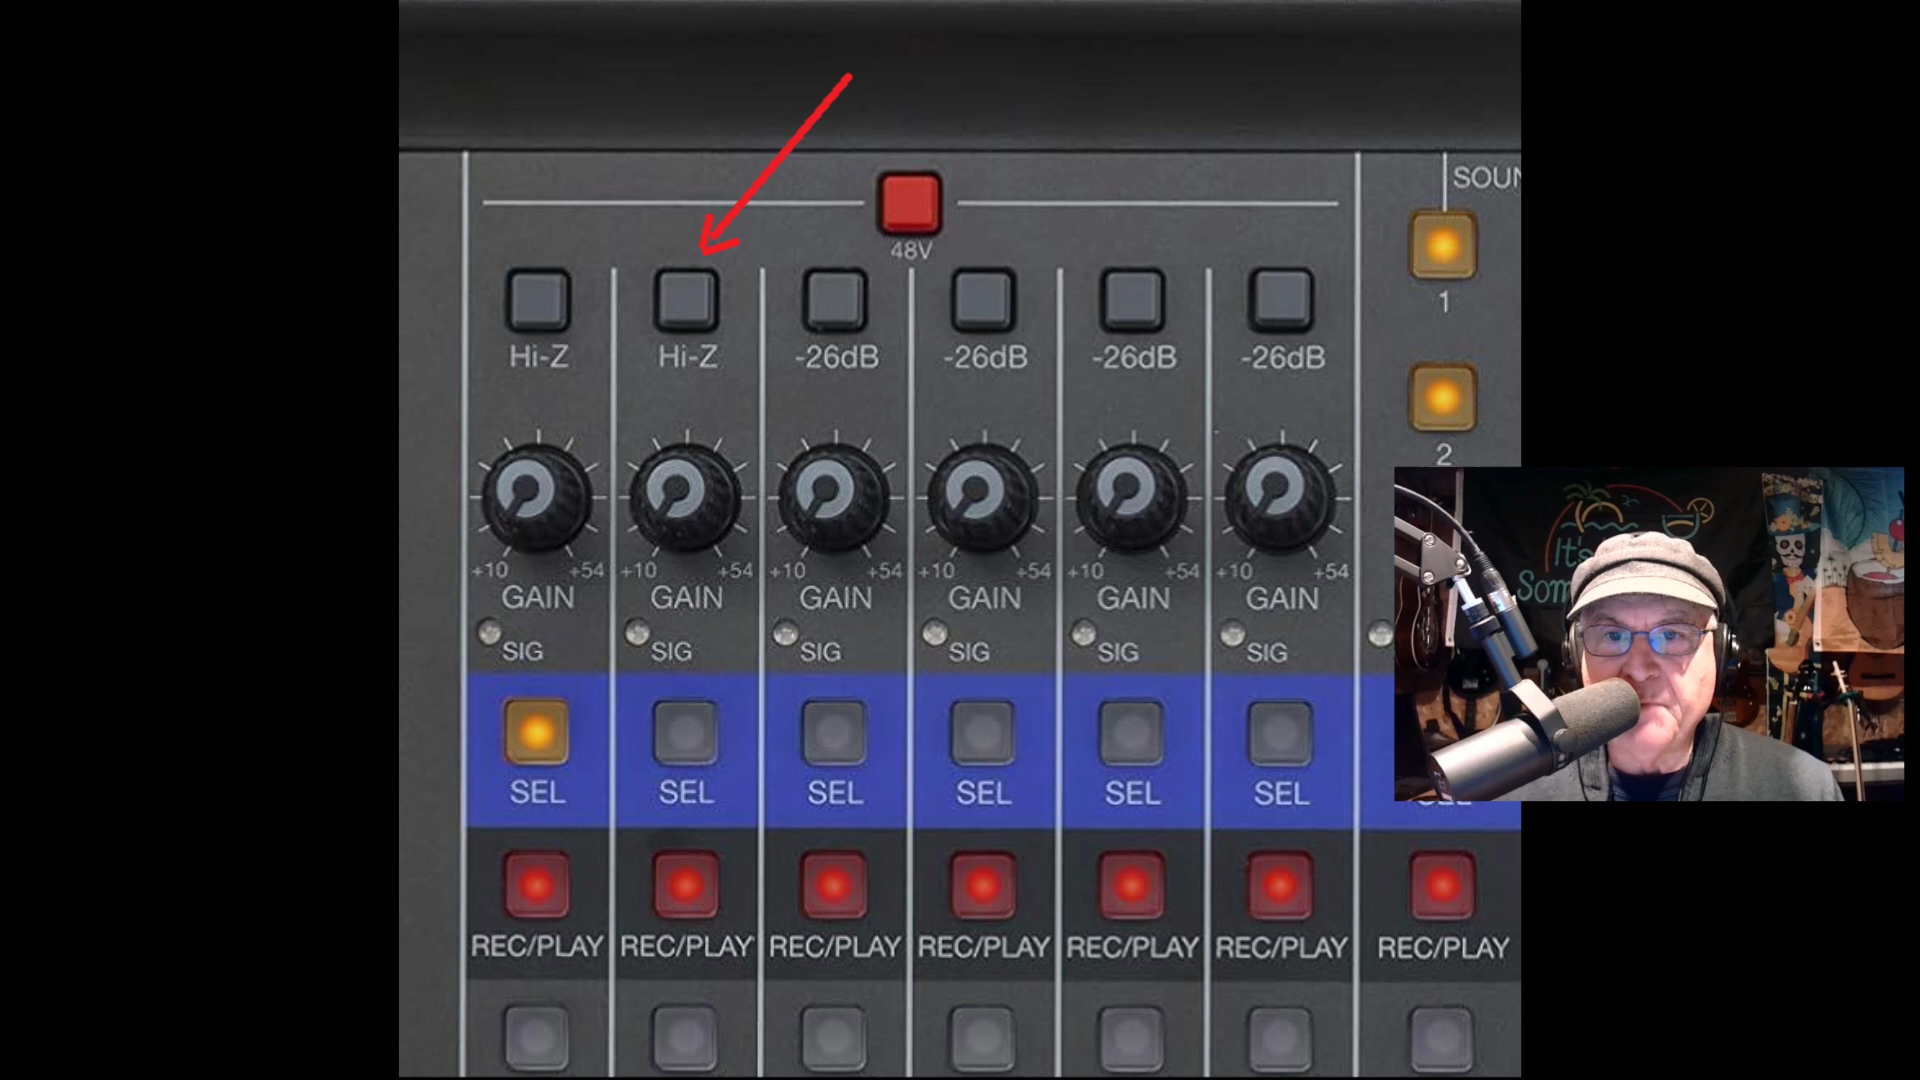 SOUN
48V
1
Hi-Z Hi-Z -26dB -26dB -26dB -26dB
2
+10 +54 +10 +54 +10 +54 +10 +54 +10 +54 +10 +54
GAIN GAIN GAIN GAIN GAIN GAIN
SIG SIG SIG SIG SIG SIG
SEL SEL SEL SEL SEL SEL
REC/PLAY REC/PLAY REC/PLAY REC/PLAY REC/PLAY REC/PLAY REC/PLAY
It's
Som